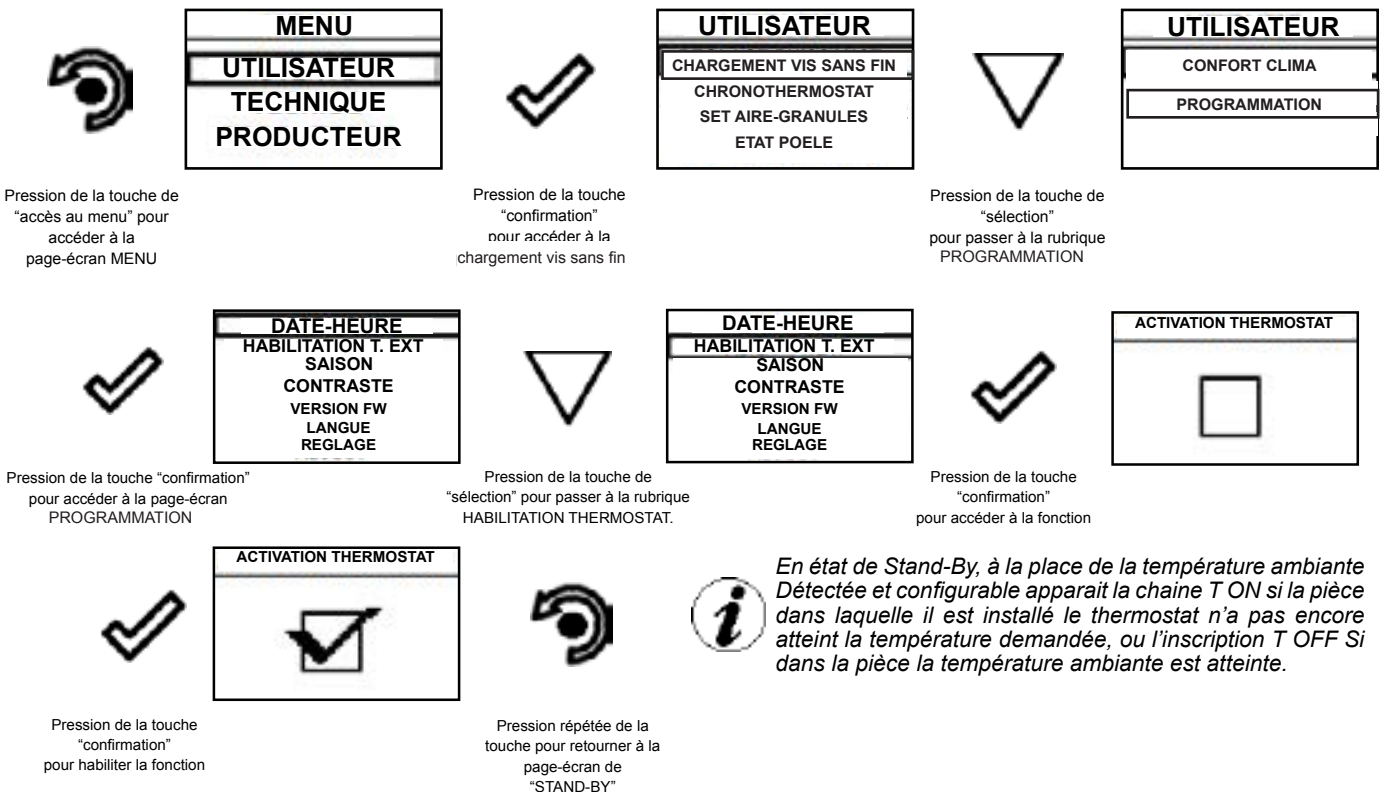 MENU
UTILISATEUR
TECHNIQUE
PRODUCTEUR
UTILISATEUR
CHARGEMENT VIS SANS FIN
CHRONOTHERMOSTAT
SET AIRE-GRANULES
ETAT POELE
UTILISATEUR
CONFORT CLIMA
PROGRAMMATION
Pression de la touche de
“accès au menu” pour
accéder à la
page-écran MENU
Pression de la touche
“confirmation”
pour accéder à la
chargement vis sans fin
Pression de la touche de
“sélection”
pour passer à la rubrique
PROGRAMMATION
DATE-HEURE
HABILITATION T. EXT
SAISON
CONTRASTE
VERSION FW
LANGUE
REGLAGE
DATE-HEURE
HABILITATION T. EXT
SAISON
CONTRASTE
VERSION FW
LANGUE
REGLAGE
ACTIVATION THERMOSTAT
Pression de la touche “confirmation”
pour accéder à la page-écran
PROGRAMMATION
Pression de la touche de
“sélection” pour passer à la rubrique
HABILITATION THERMOSTAT.
Pression de la touche
“confirmation”
pour accéder à la fonction
ACTIVATION THERMOSTAT
En état de Stand-By, à la place de la température ambiante
Détectée et configurable apparait la chaine T ON si la pièce
dans laquelle il est installé le thermostat n’a pas encore
atteint la température demandée, ou l’inscription T OFF Si
dans la pièce la température ambiante est atteinte.
Pression de la touche
“confirmation”
pour habiliter la fonction
Pression répétée de la
touche pour retourner à la
page-écran de
“STAND-BY”